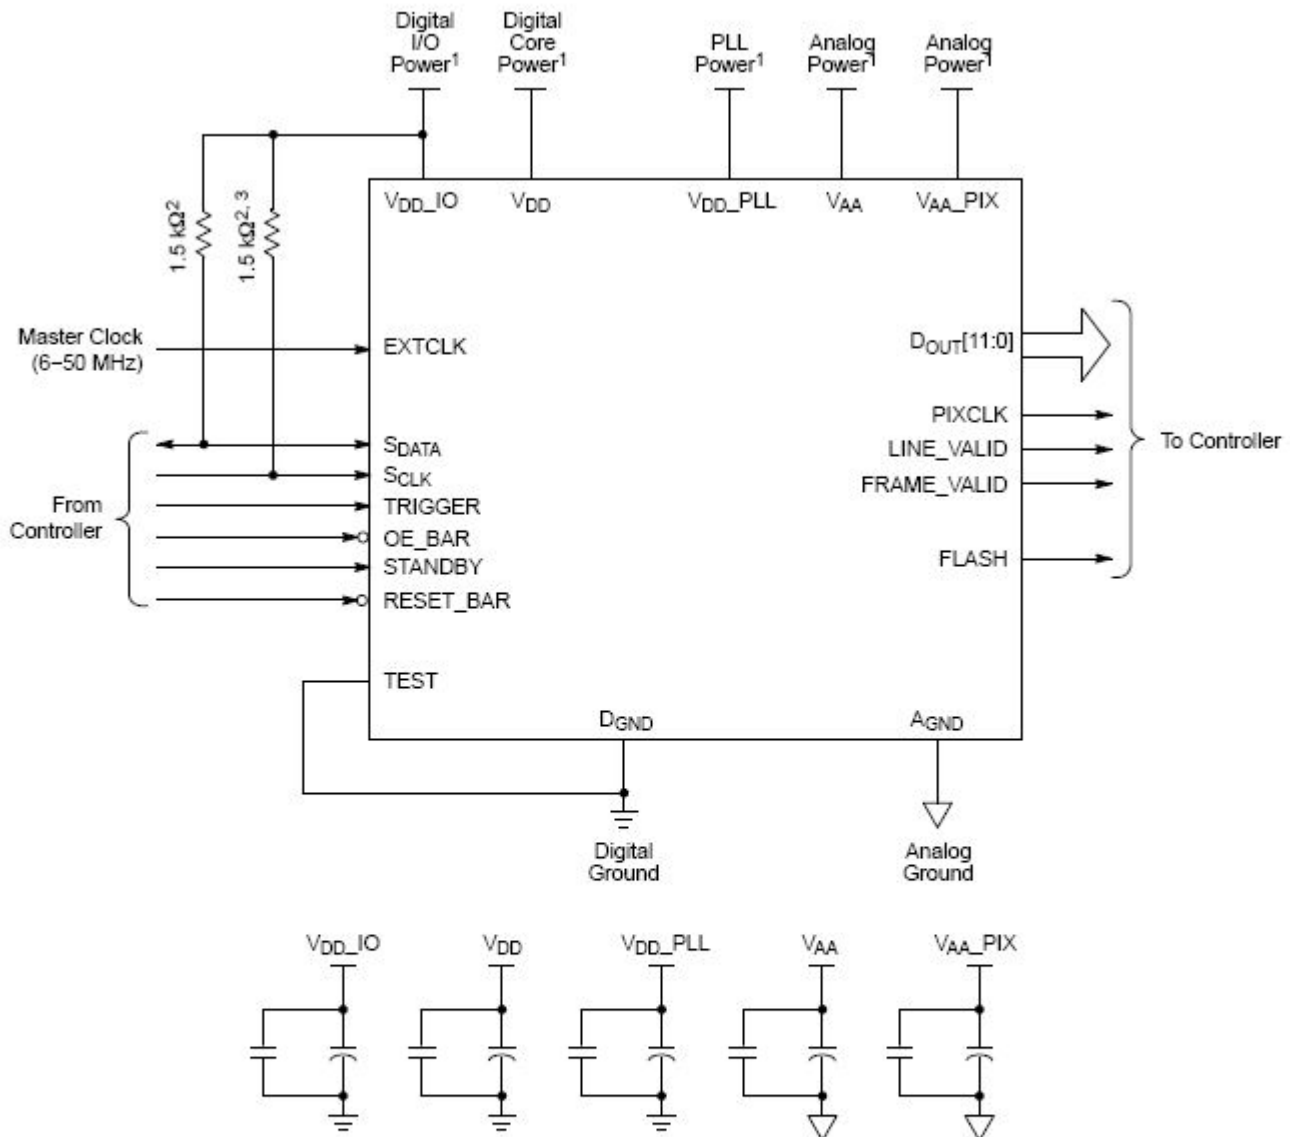 Digital
I/O
Power1
Digital
Core
Power1
PLL
Power1
Analog
Power1
Analog
Power1
VDD_IO
VDD
VDD_PLL
VAA
VAA_PIX
1.5 kΩ2
1.5 kΩ2, 3
Master Clock
(6–50 MHz)
EXTCLK
DOUT[11:0]
PIXCLK
LINE_VALID
FRAME_VALID
FLASH
To Controller
From
Controller
SDATA
SCLK
TRIGGER
OE_BAR
STANDBY
RESET_BAR
TEST
DGND
AGND
Digital
Ground
Analog
Ground
VDD_IO
VDD
VDD_PLL
VAA
VAA_PIX